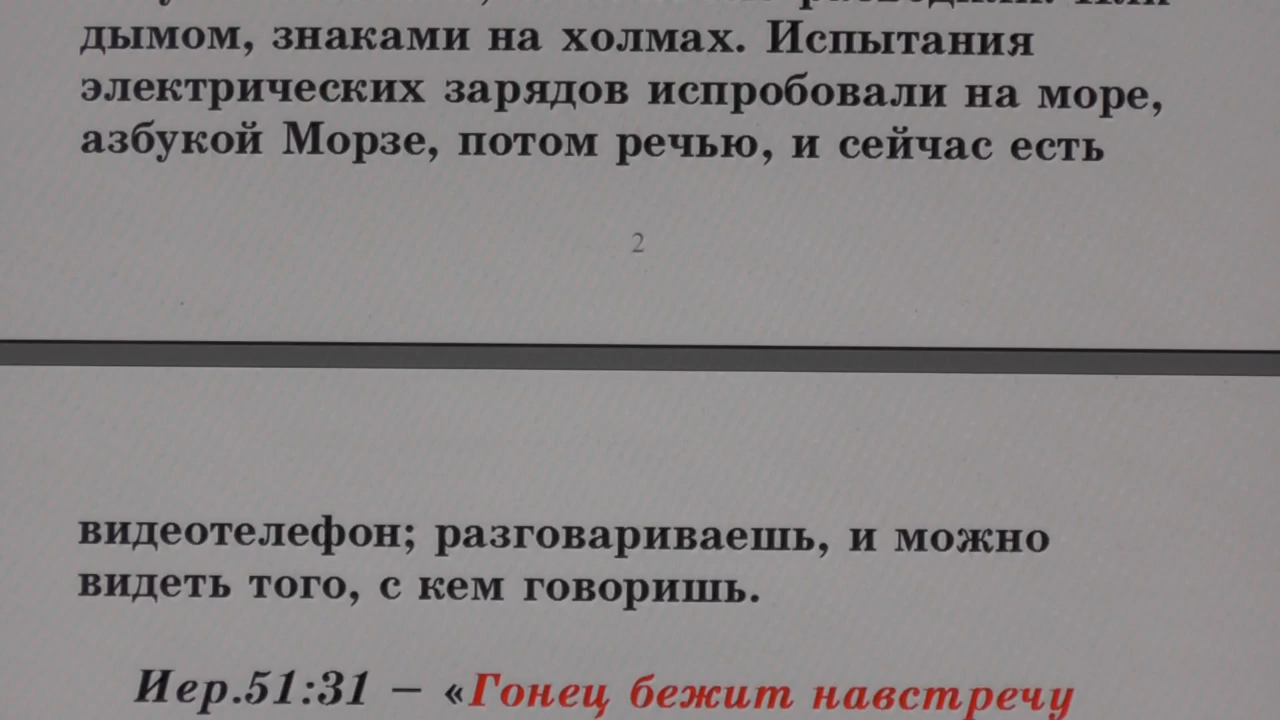 дымом, знаками на холмах. Испытания
электрических зарядов испробовали на море,
азбукой Морзе, потом речью, и сейчас есть
2
видеотелефон; разговариваешь, и можно
видеть того, с кем говоришь.
Иер.51:31 – «Гонец бежит навстречу